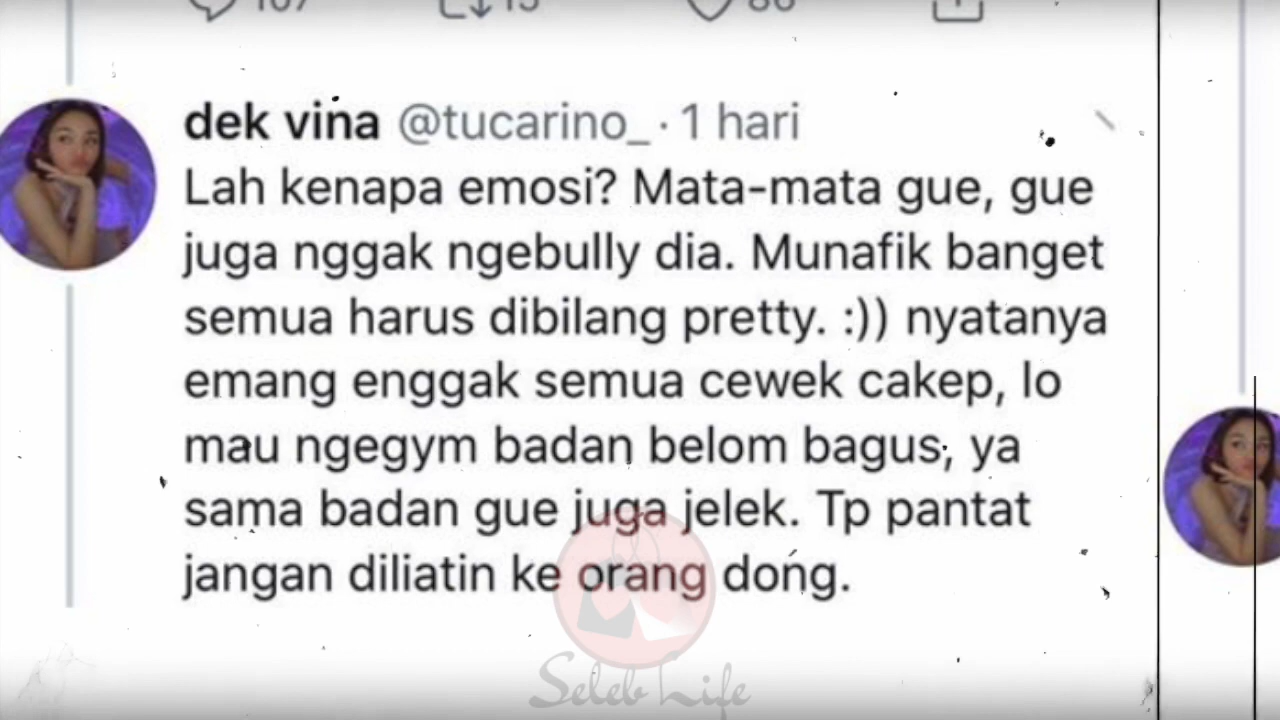 dek vina @tucarino_ · 1 hari
Lah kenapa emosi? Mata-mata gue, gue
juga nggak ngebully dia. Munafik banget
semua harus dibilang pretty. :)) nyatanya
emang enggak semua cewek cakep, lo
mau ngegym badan belom bagus, ya
sama badan gue juga jelek. Tp pantat
jangan diliatin ke orang dong.
Seleb Life